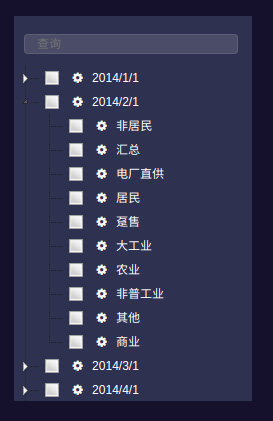 查询
2014/1/1
2014/2/1
非居民
汇总
电厂直供
居民
趸售
大工业
农业
非普工业
其他
商业
2014/3/1
2014/4/1